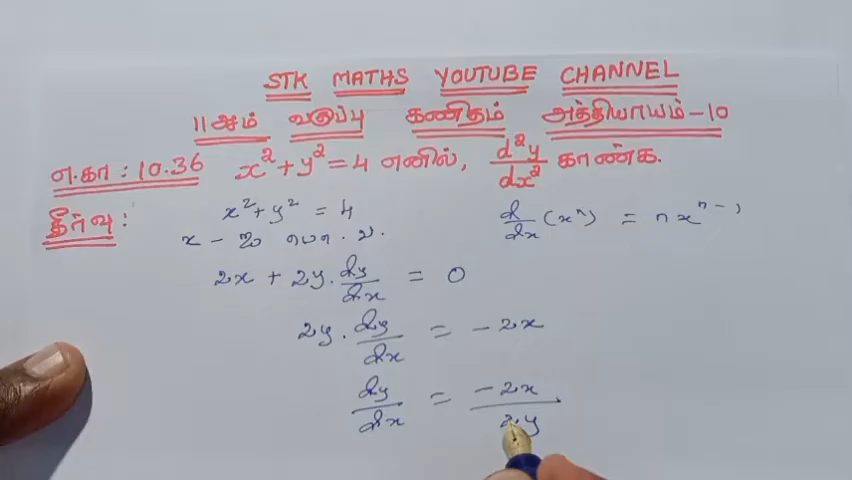 STK MATHS YOUTUBE CHANNEL
11ஆம் வகுப்பு கணிதம் அத்தியாயம்-10
எ.கா : 10.36 x² + y² = 4 எனில், d²y/dx² காண்க.
தீர்வு :
x² + y² = 4 d/dx (xⁿ) = nxⁿ⁻¹
x - ஐ பொ. வ.
2x + 2y. dy/dx = 0
2y. dy/dx = -2x
dy/dx = -2x/2y